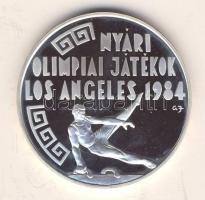 NYÁRI
OLIMPIAI JÁTÉKOK
LOS ANGELES, 1984